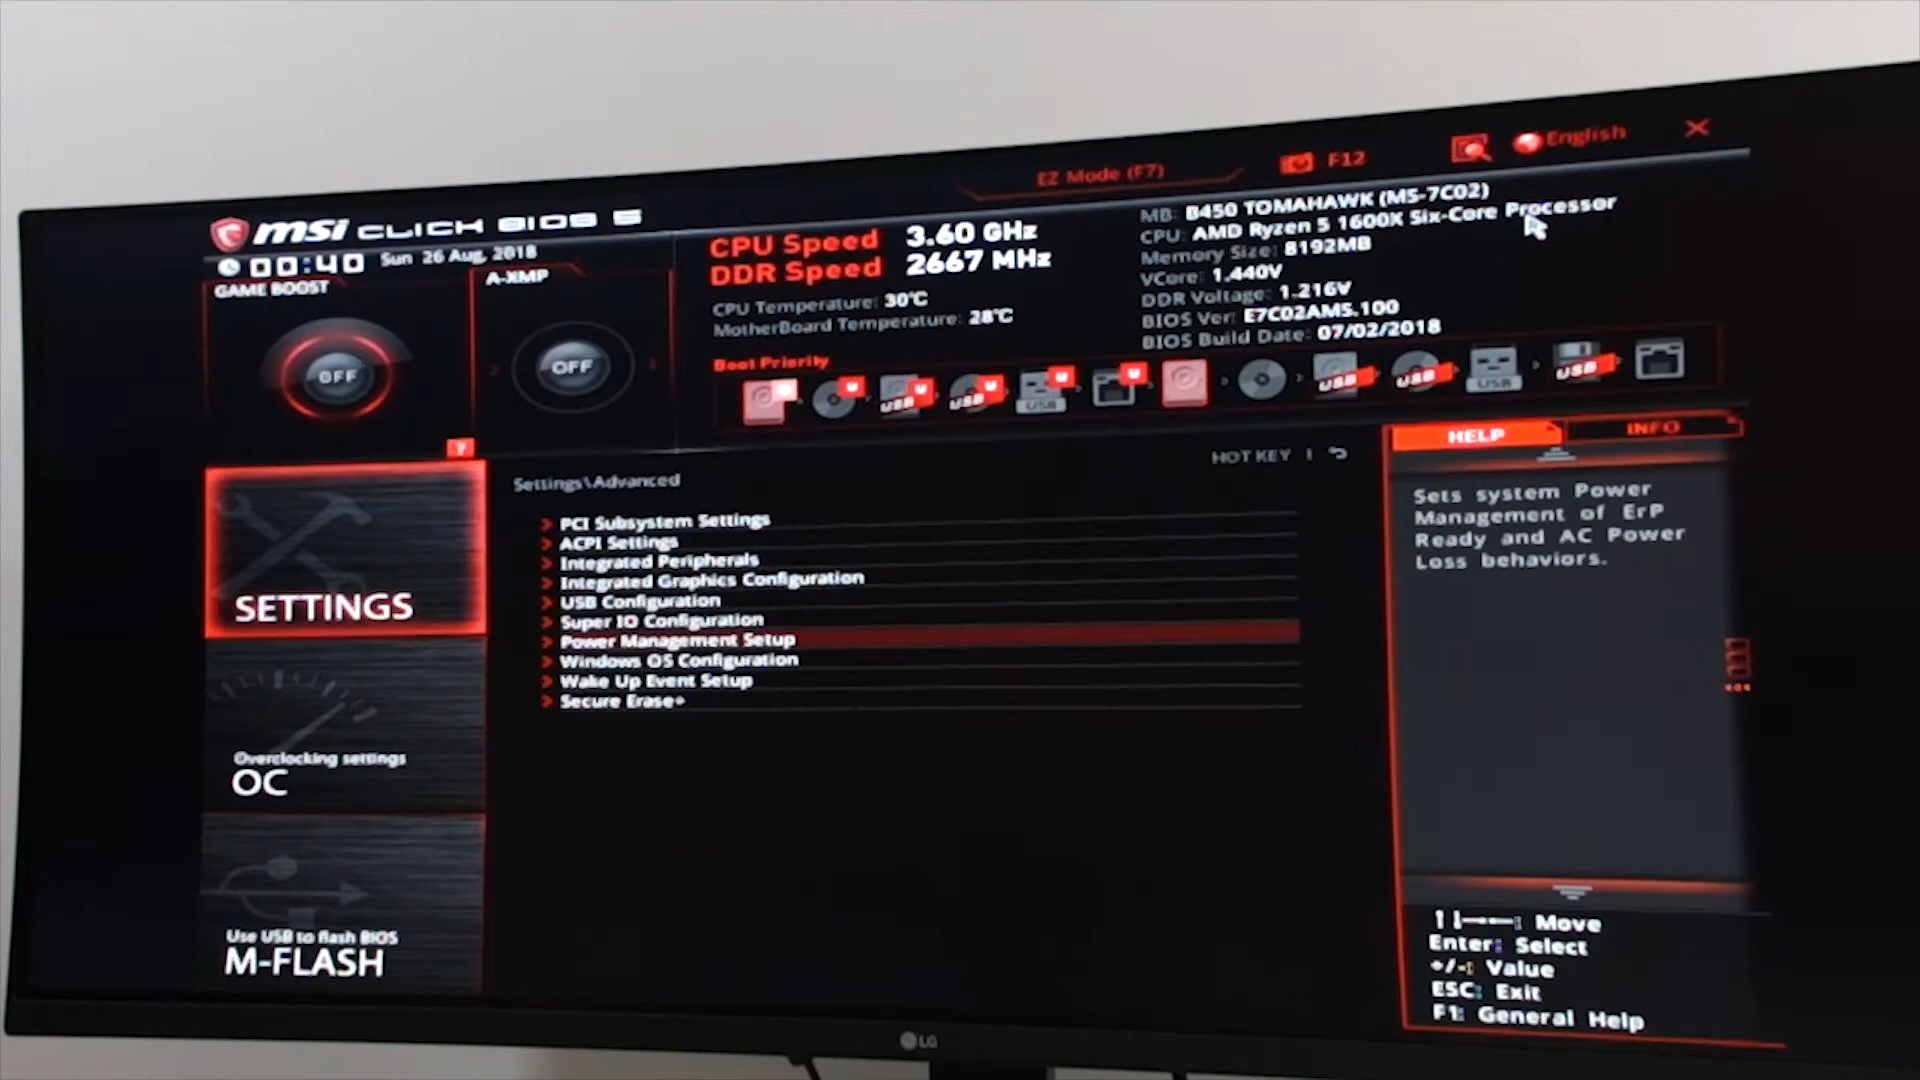 EZ Mode (F7)
F12
English
X
msi CLICK BIOS 5
00:40 Sun 26 Aug, 2018
GAME BOOST
OFF
A-XMP
OFF
CPU Speed 3.60 GHz
DDR Speed 2667 MHz
CPU Temperature: 30°C
MotherBoard Temperature: 28°C
MB: B450 TOMAHAWK (MS-7C02)
CPU: AMD Ryzen 5 1600X Six-Core Processor
Memory Size: 8192MB
VCore: 1.440V
DDR Voltage: 1.216V
BIOS Ver: E7C02AMS.100
BIOS Build Date: 07/02/2018
Boot Priority
U U U U U
USB USB USB USB USB USB USB
?
SETTINGS
Overclocking settings
OC
Use USB to flash BIOS
M-FLASH
Settings\Advanced
HOT KEY |
> PCI Subsystem Settings
> ACPI Settings
> Integrated Peripherals
> Integrated Graphics Configuration
> USB Configuration
> Super IO Configuration
> Power Management Setup
> Windows OS Configuration
> Wake Up Event Setup
> Secure Erase+
HELP
INFO
Sets system Power
Management of ErP
Ready and AC Power
Loss behaviors.
Move
Enter: Select
+/-: Value
ESC: Exit
F1: General Help
LG